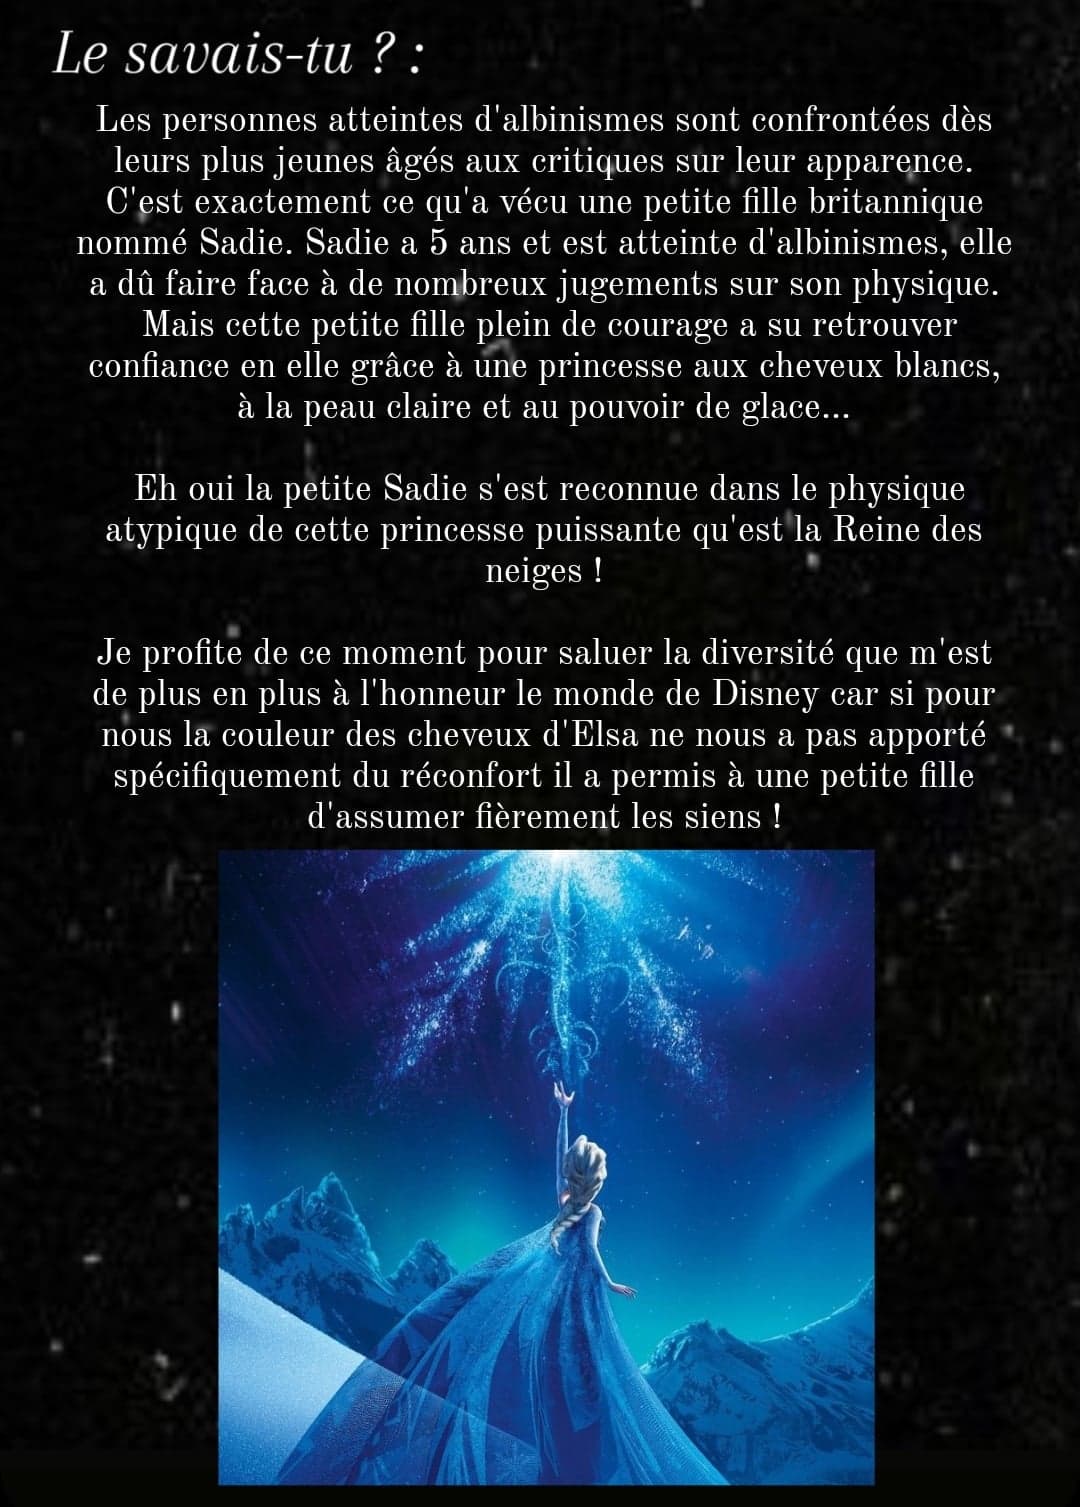 Le savais-tu ? :
Les personnes atteintes d'albinismes sont confrontées dès
leurs plus jeunes âgés aux critiques sur leur apparence.
C'est exactement ce qu'a vécu une petite fille britannique
nommé Sadie. Sadie a 5 ans et est atteinte d'albinismes, elle
a dû faire face à de nombreux jugements sur son physique.
Mais cette petite fille plein de courage a su retrouver
confiance en elle grâce à une princesse aux cheveux blancs,
à la peau claire et au pouvoir de glace...
Eh oui la petite Sadie s'est reconnue dans le physique
atypique de cette princesse puissante qu'est la Reine des
neiges !
Je profite de ce moment pour saluer la diversité que m'est
de plus en plus à l'honneur le monde de Disney car si pour
nous la couleur des cheveux d'Elsa ne nous a pas apporté
spécifiquement du réconfort il a permis à une petite fille
d'assumer fièrement les siens !